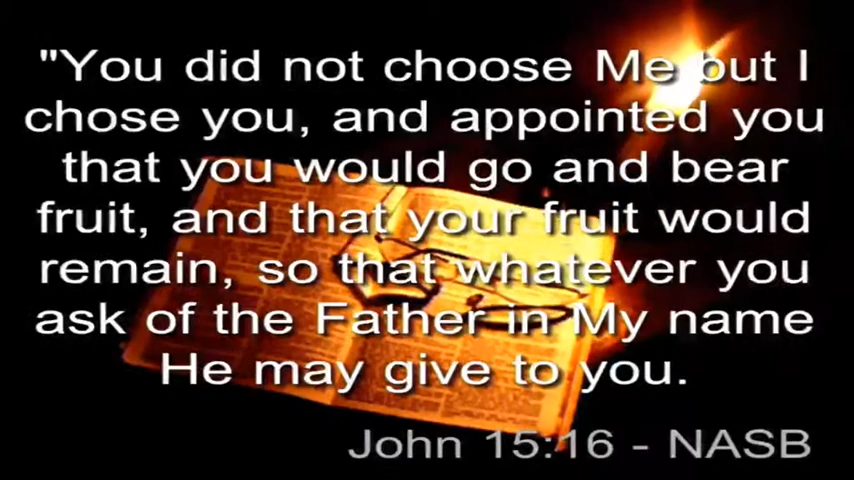 "You did not choose Me but I
chose you, and appointed you
that you would go and bear
fruit, and that your fruit would
remain, so that whatever you
ask of the Father in My name
He may give to you.
John 15:16 - NASB